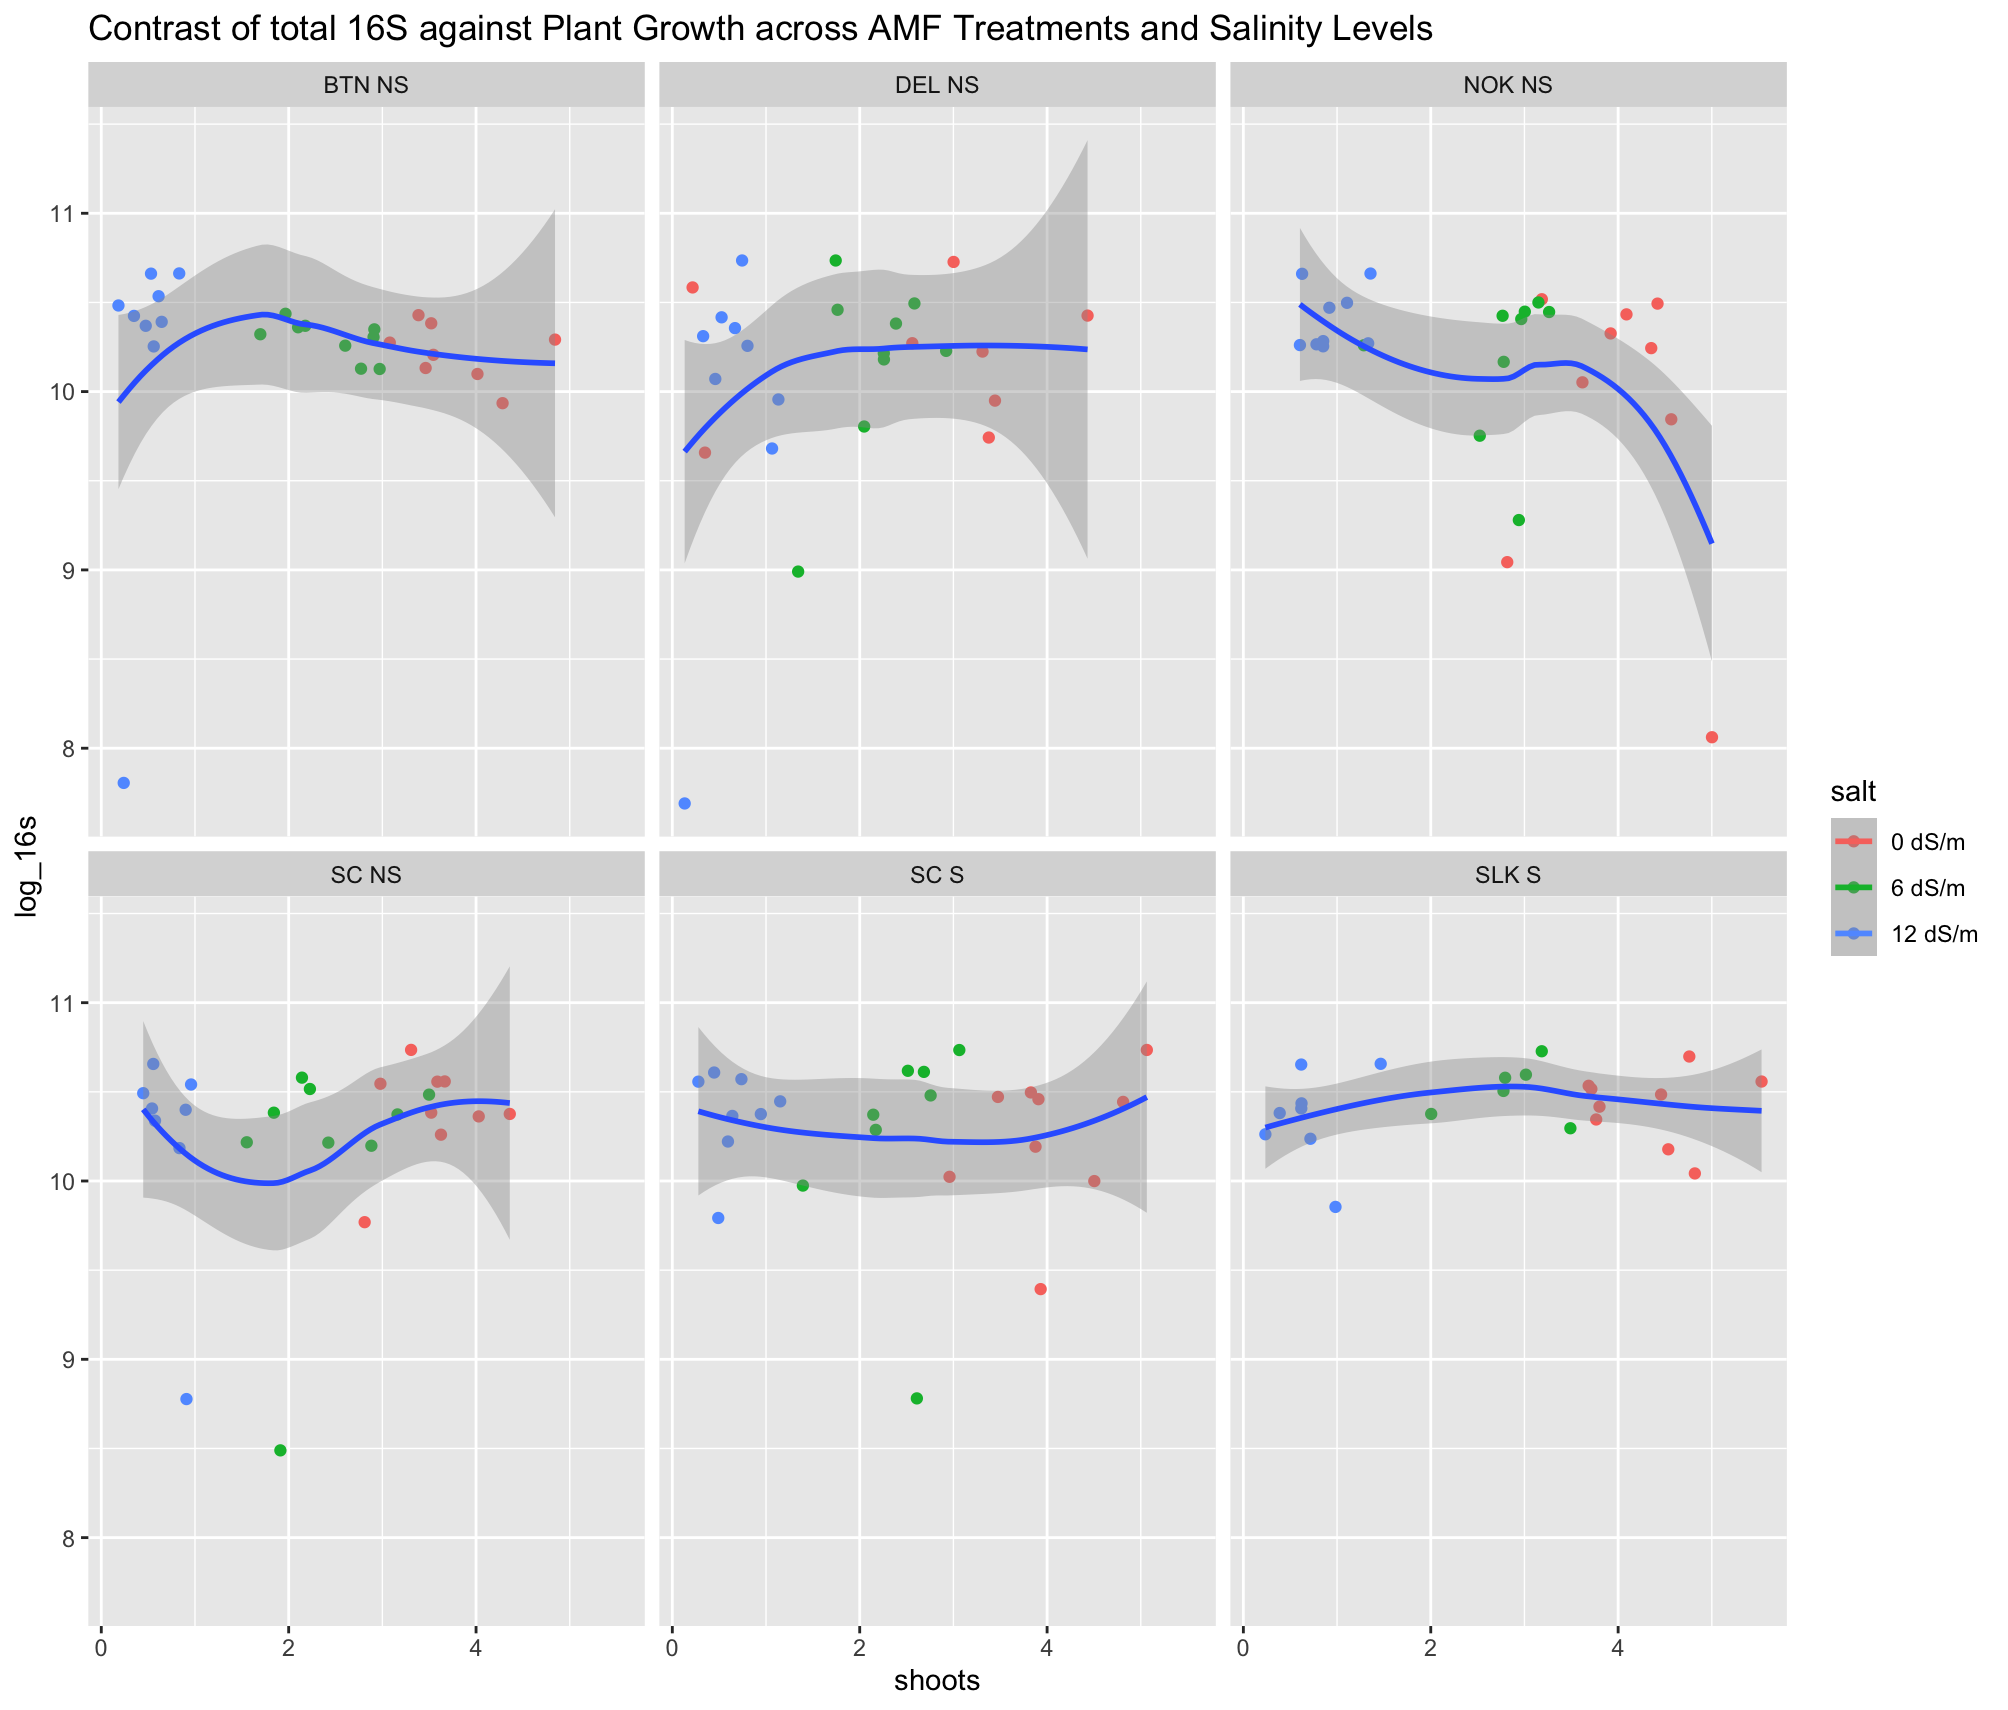 Contrast of total 16S against Plant Growth across AMF Treatments and Salinity Levels
BTN NS
DEL NS
NOK NS
11
10
9
8
SC NS
SC S
SLK S
11
10
9
8
0 2 4
0 2 4
0 2 4
shoots
log_16s
salt
0 dS/m
6 dS/m
12 dS/m